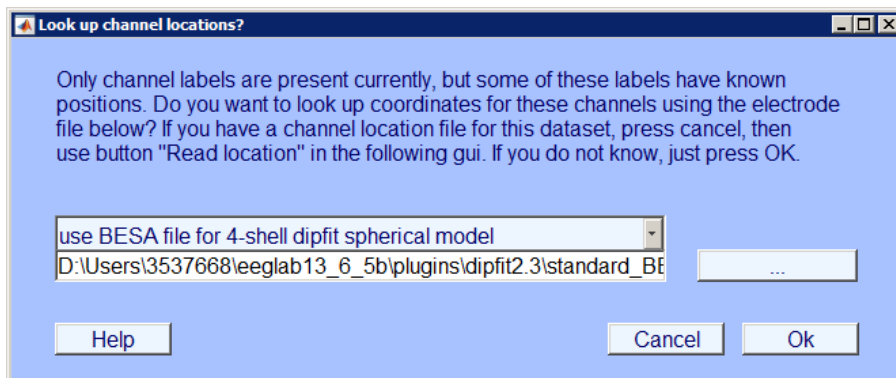 Look up channel locations?
Only channel labels are present currently, but some of these labels have known
positions. Do you want to look up coordinates for these channels using the electrode
file below? If you have a channel location file for this dataset, press cancel, then
use button "Read location" in the following gui. If you do not know, just press OK.
use BESA file for 4-shell dipfit spherical model
D:\Users\3537668\eeglab13_6_5b\plugins\dipfit2.3\standard_BE
...
Help
Cancel
Ok